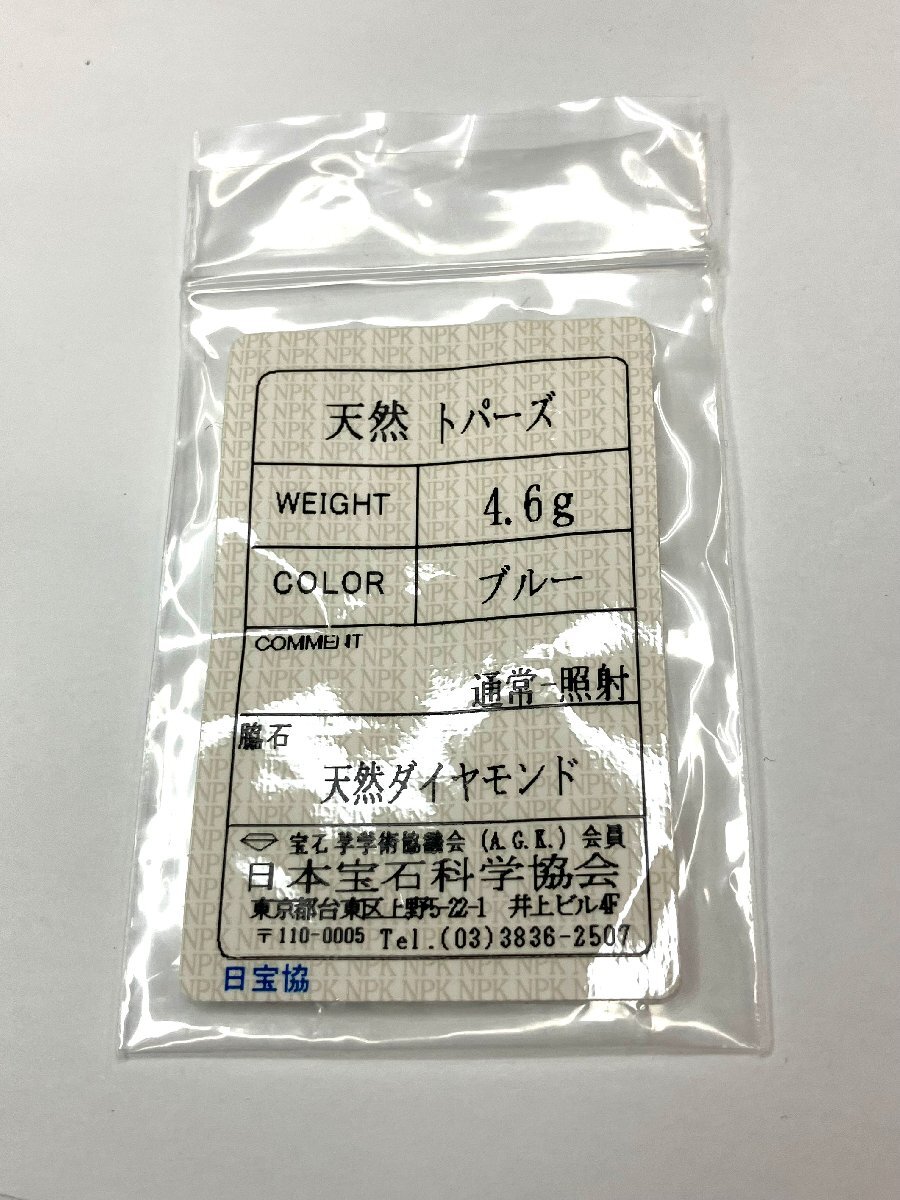 天然 トパーズ
WEIGHT 4.6g
COLOR ブルー
COMMENT
通常-照射
脇石
天然ダイヤモンド
宝石学学術協議会 (A.G.K.) 会員
日本宝石科学協会
東京都台東区上野5-22-1 井上ビル4F
〒110-0005 Tel.(03)3836-2507
日宝協